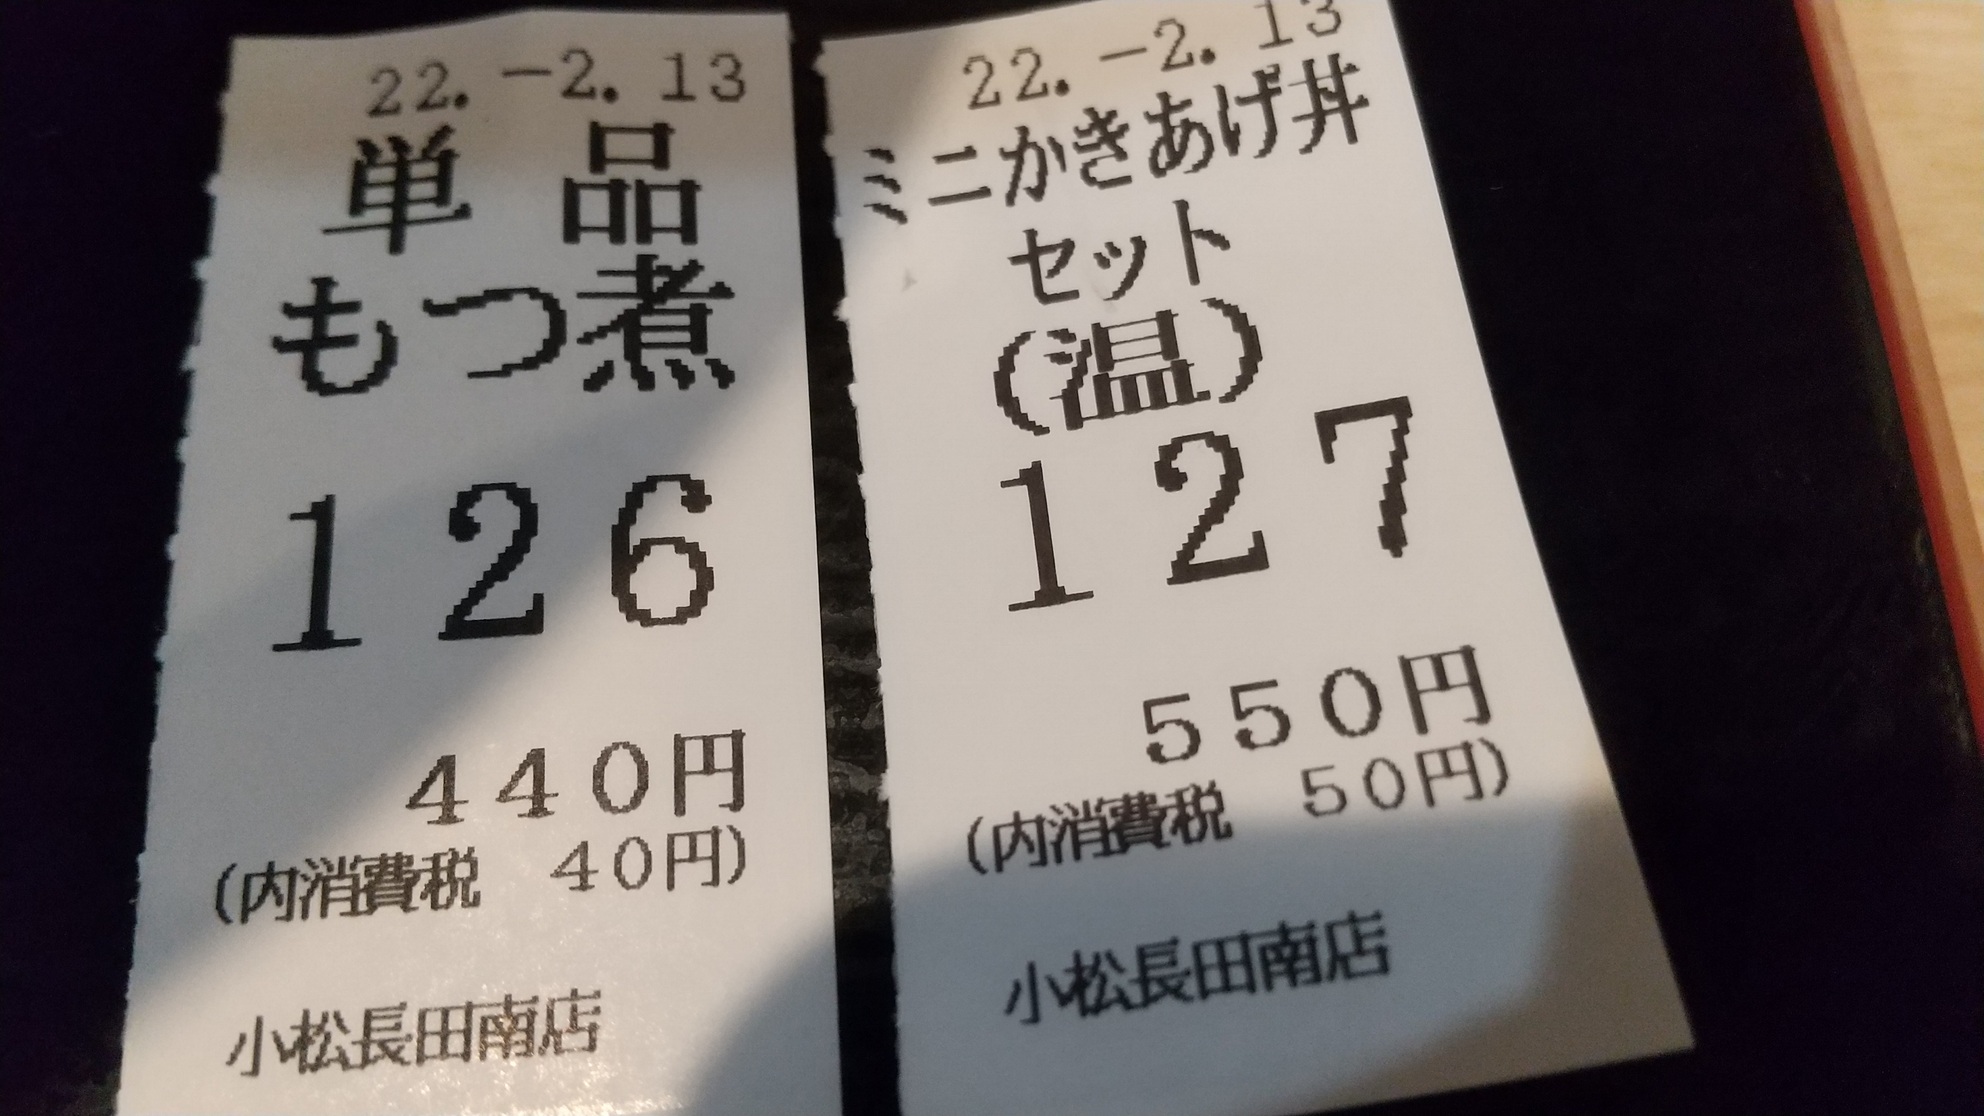 22.-2.13
単 品
もつ煮
126
440円
(内消費税 40円)
小松長田南店
22.-2.13
ミニかきあげ丼
セット
(温)
127
550円
(内消費税 50円)
小松長田南店